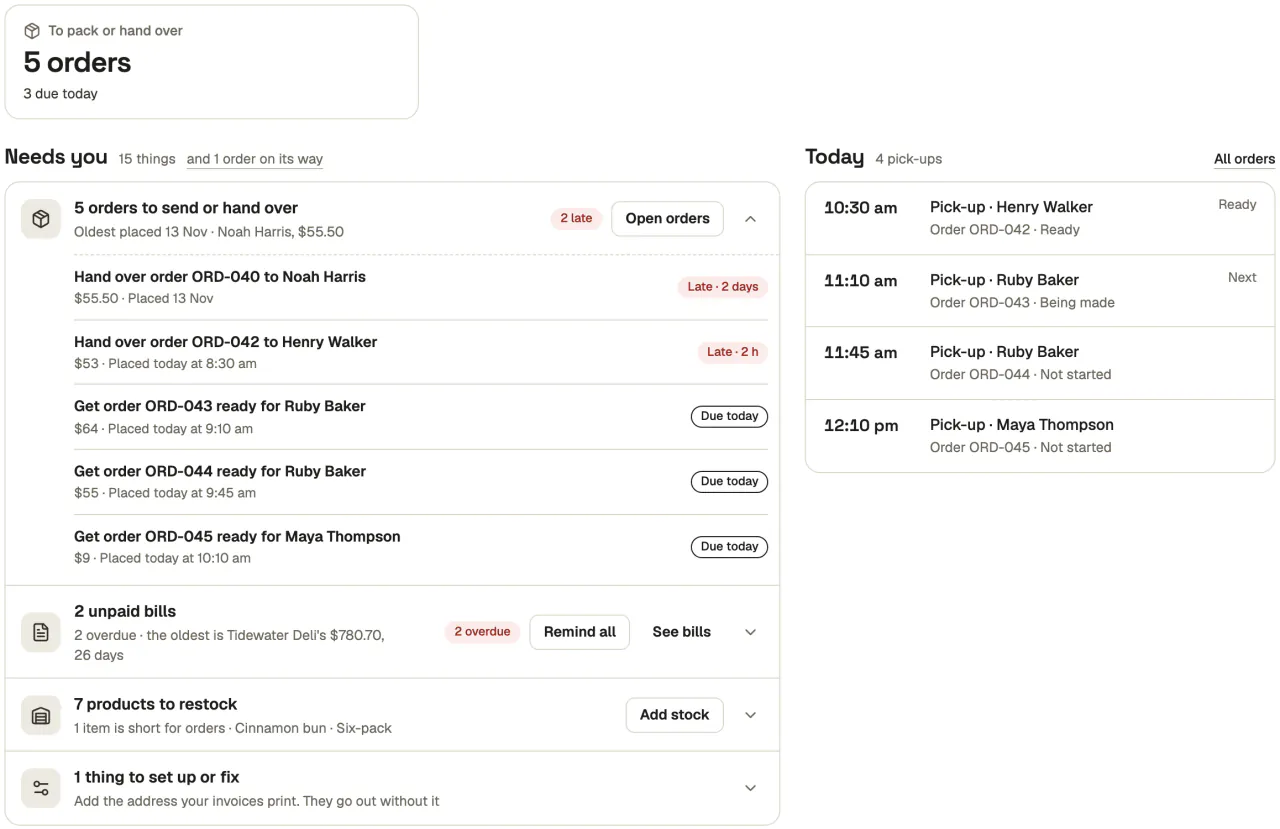 To pack or hand over
5 orders
3 due today
Needs you 15 things and 1 order on its way
5 orders to send or hand over
Oldest placed 13 Nov · Noah Harris, $55.50
2 late
Open orders
Hand over order ORD-040 to Noah Harris
$55.50 · Placed 13 Nov
Late · 2 days
Hand over order ORD-042 to Henry Walker
$53 · Placed today at 8:30 am
Late · 2 h
Get order ORD-043 ready for Ruby Baker
$64 · Placed today at 9:10 am
Due today
Get order ORD-044 ready for Ruby Baker
$55 · Placed today at 9:45 am
Due today
Get order ORD-045 ready for Maya Thompson
$9 · Placed today at 10:10 am
Due today
2 unpaid bills
2 overdue · the oldest is Tidewater Deli's $780.70,
26 days
2 overdue
Remind all
See bills
7 products to restock
1 item is short for orders · Cinnamon bun · Six-pack
Add stock
1 thing to set up or fix
Add the address your invoices print. They go out without it
Today 4 pick-ups
All orders
10:30 am
Pick-up · Henry Walker
Order ORD-042 · Ready
Ready
11:10 am
Pick-up · Ruby Baker
Order ORD-043 · Being made
Next
11:45 am
Pick-up · Ruby Baker
Order ORD-044 · Not started
12:10 pm
Pick-up · Maya Thompson
Order ORD-045 · Not started